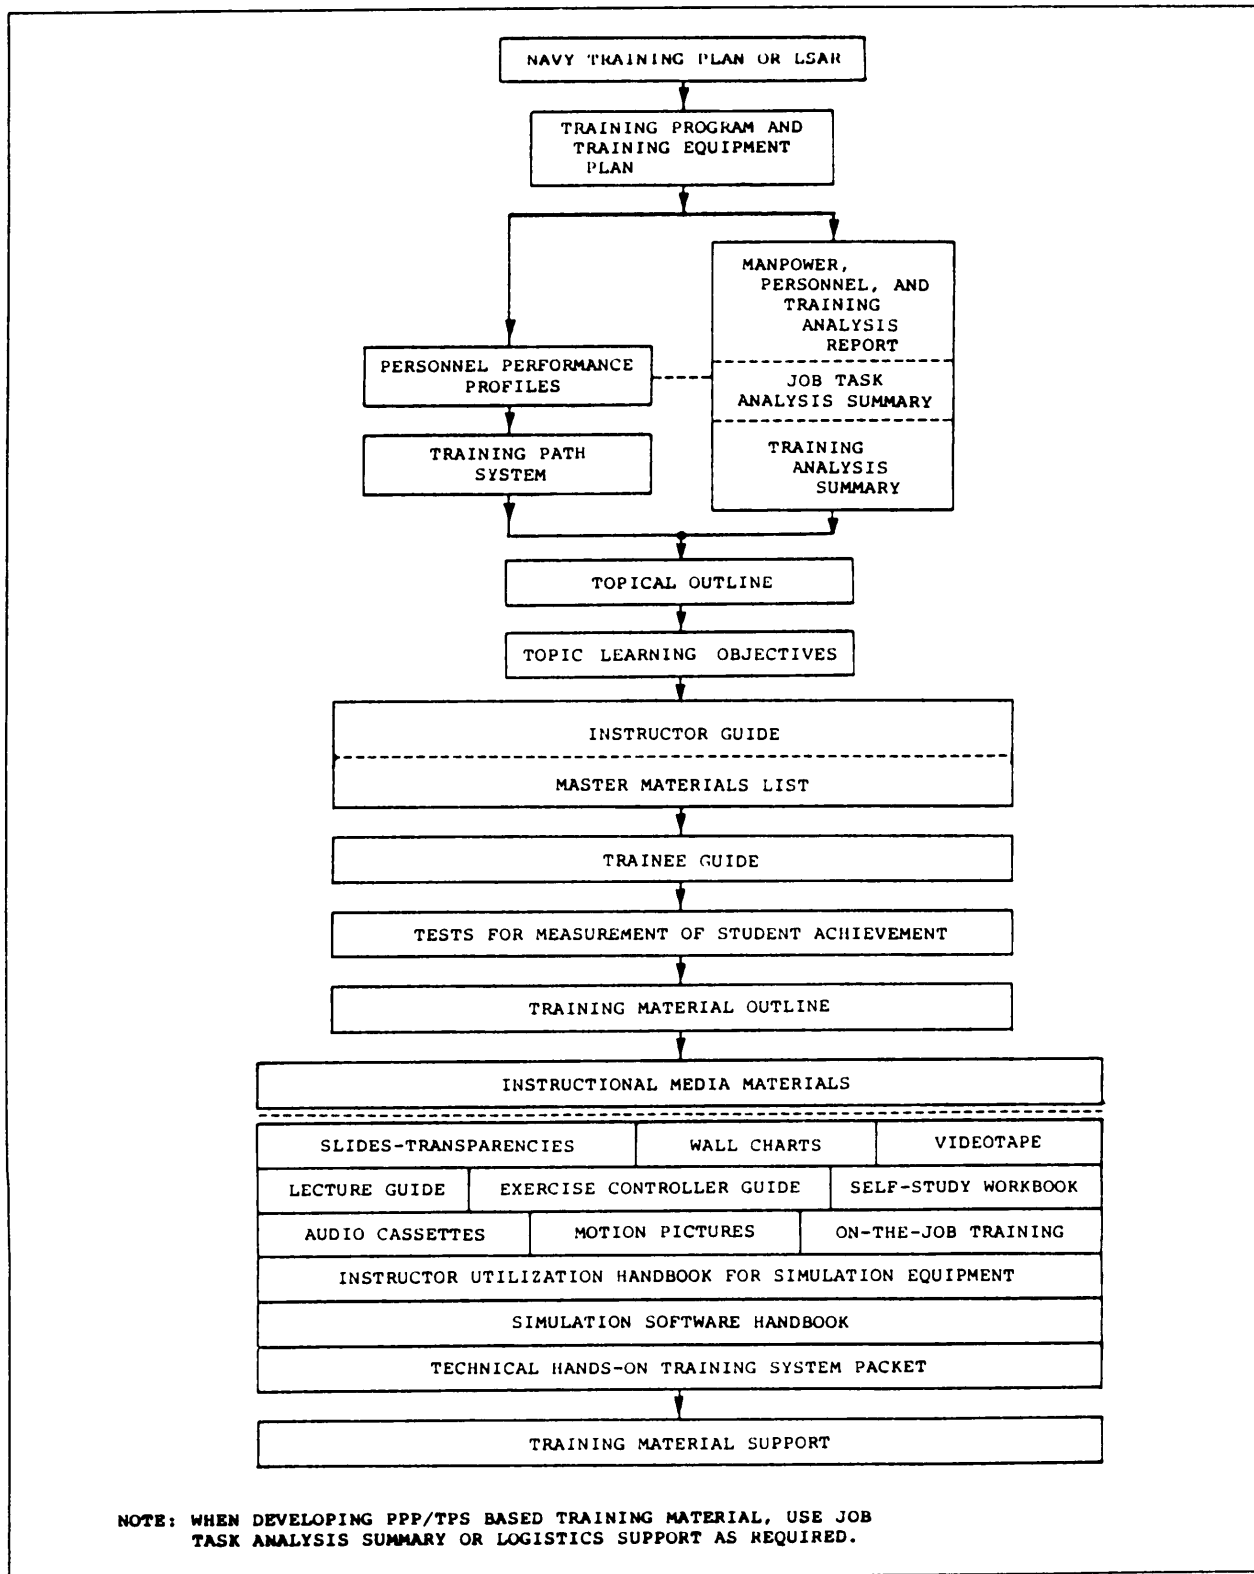 NAVY TRAINING PLAN OR LSAR
TRAINING PROGRAM AND
TRAINING EQUIPMENT
PLAN
MANPOWER,
PERSONNEL, AND
TRAINING
ANALYSIS
REPORT
PERSONNEL PERFORMANCE
PROFILES
JOB TASK
ANALYSIS SUMMARY
TRAINING PATH
SYSTEM
TRAINING
ANALYSIS
SUMMARY
TOPICAL OUTLINE
TOPIC LEARNING OBJECTIVES
INSTRUCTOR GUIDE
MASTER MATERIALS LIST
TRAINEE GUIDE
TESTS FOR MEASUREMENT OF STUDENT ACHIEVEMENT
TRAINING MATERIAL OUTLINE
INSTRUCTIONAL MEDIA MATERIALS
SLIDES-TRANSPARENCIES
WALL CHARTS
VIDEOTAPE
LECTURE GUIDE
EXERCISE CONTROLLER GUIDE
SELF-STUDY WORKBOOK
AUDIO CASSETTES
MOTION PICTURES
ON-THE-JOB TRAINING
INSTRUCTOR UTILIZATION HANDBOOK FOR SIMULATION EQUIPMENT
SIMULATION SOFTWARE HANDBOOK
TECHNICAL HANDS-ON TRAINING SYSTEM PACKET
TRAINING MATERIAL SUPPORT
NOTE: WHEN DEVELOPING PPP/TPS BASED TRAINING MATERIAL, USE JOB
TASK ANALYSIS SUMMARY OR LOGISTICS SUPPORT AS REQUIRED.